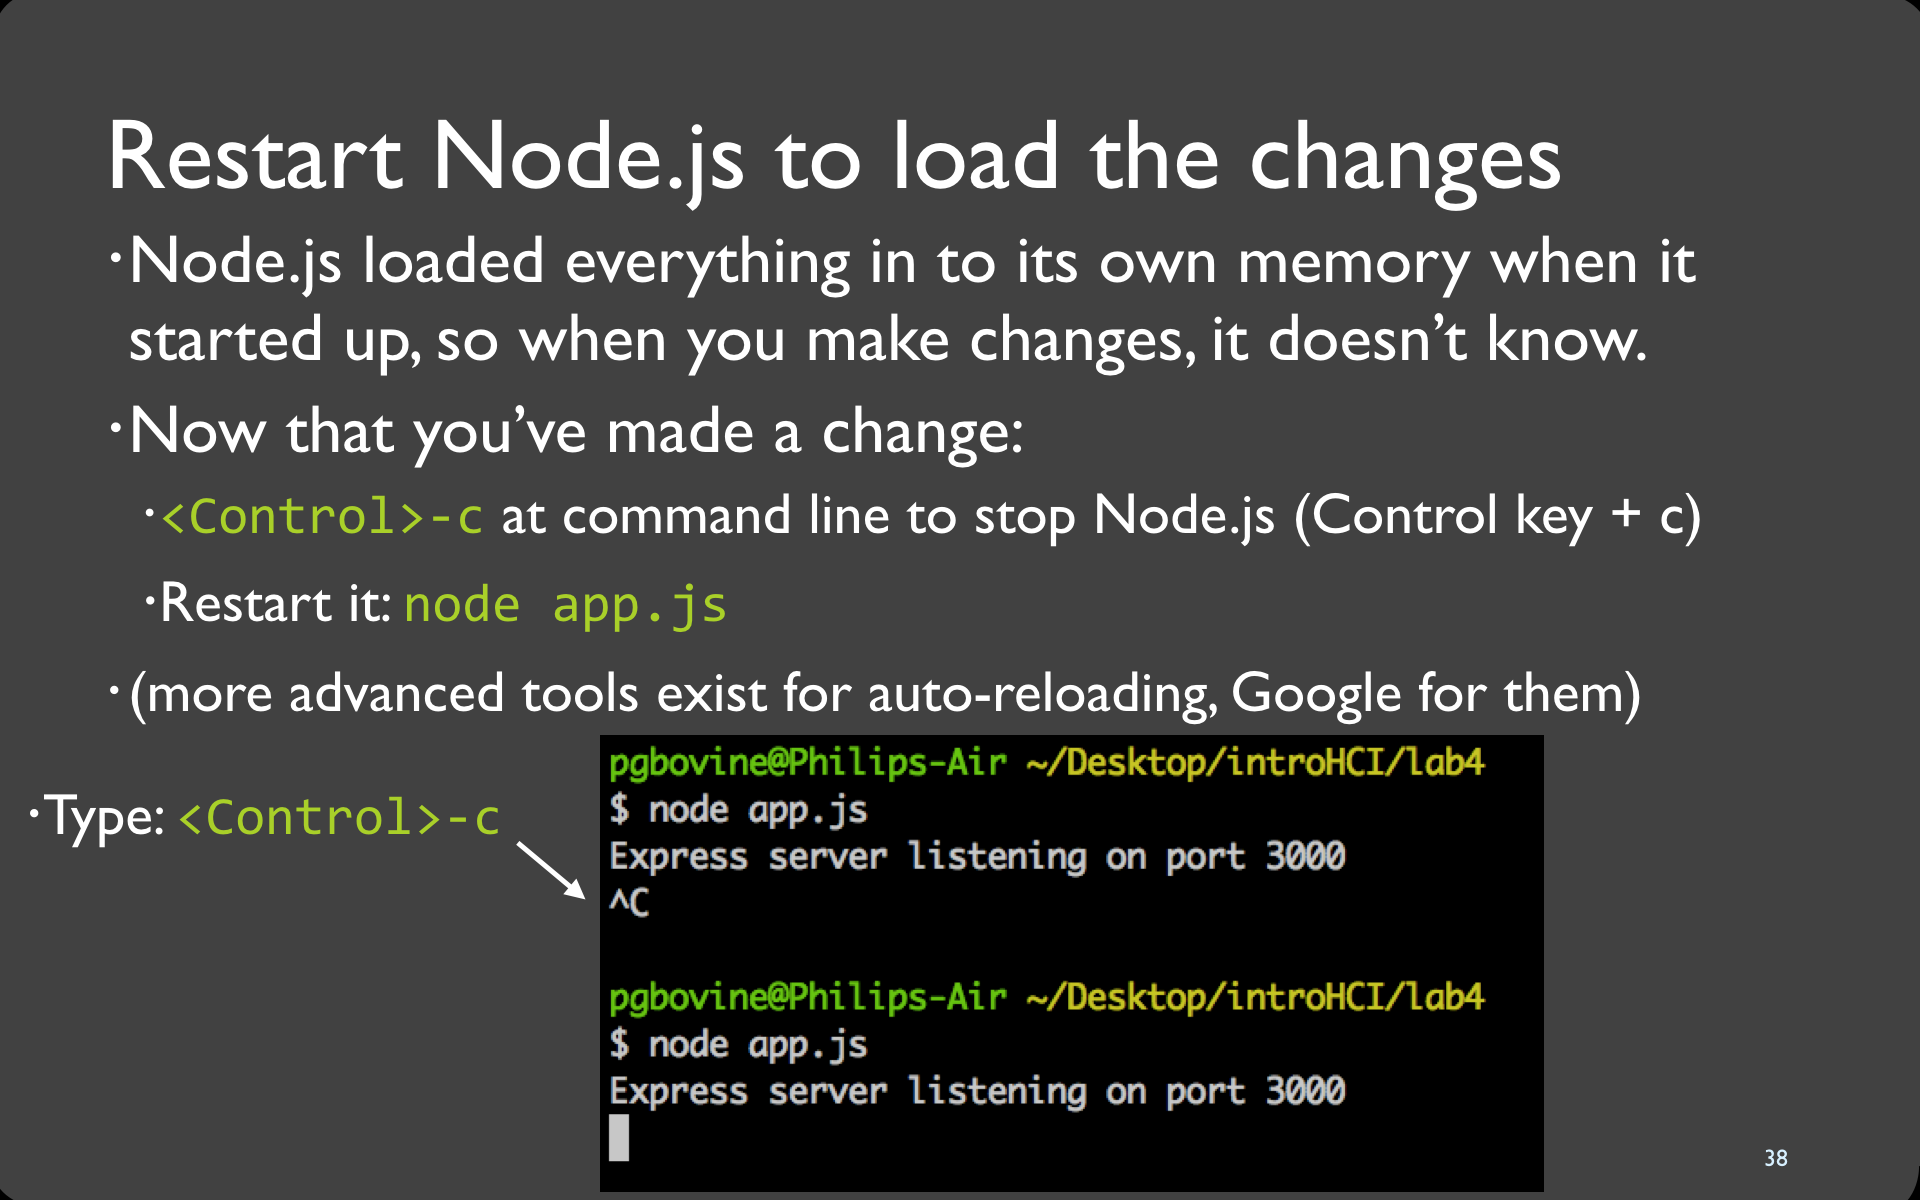 Restart Node.js to load the changes
·Node.js loaded everything in to its own memory when it
started up, so when you make changes, it doesn’t know.
·Now that you’ve made a change:
·<Control>-c at command line to stop Node.js (Control key + c)
·Restart it: node app.js
·(more advanced tools exist for auto-reloading, Google for them)
·Type: <Control>-c
pgbovine@Philips-Air ~/Desktop/introHCI/lab4
$ node app.js
Express server listening on port 3000
^C
pgbovine@Philips-Air ~/Desktop/introHCI/lab4
$ node app.js
Express server listening on port 3000
38